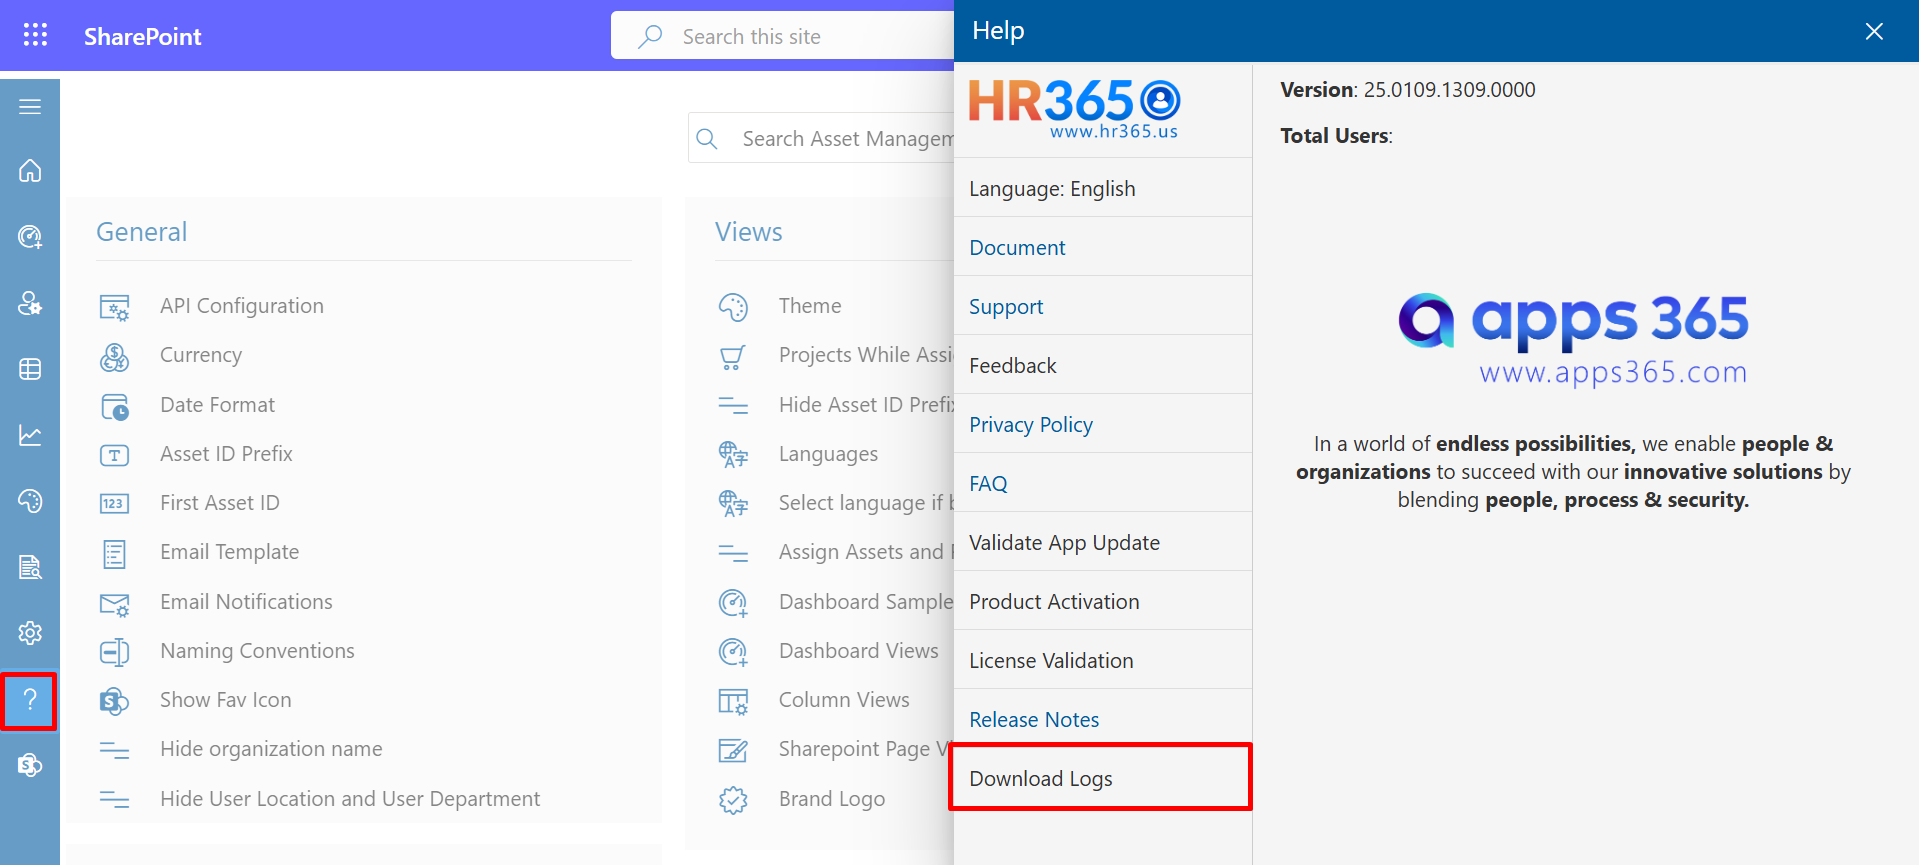 SharePoint
Search this site
Help
Search Asset Managem
General
API Configuration
Currency
Date Format
Asset ID Prefix
First Asset ID
Email Template
Email Notifications
Naming Conventions
Show Fav Icon
Hide organization name
Hide User Location and User Department
Views
Theme
Projects While Assi
Hide Asset ID Prefix
Languages
Select language if b
Assign Assets and
Dashboard Sample
Dashboard Views
Column Views
Sharepoint Page V
Brand Logo
HR365
www.hr365.us
Language: English
Document
Support
Feedback
Privacy Policy
FAQ
Validate App Update
Product Activation
License Validation
Release Notes
Download Logs
Version: 25.0109.1309.0000
Total Users:
apps 365
www.apps365.com
In a world of endless possibilities, we enable people &
organizations to succeed with our innovative solutions by
blending people, process & security.